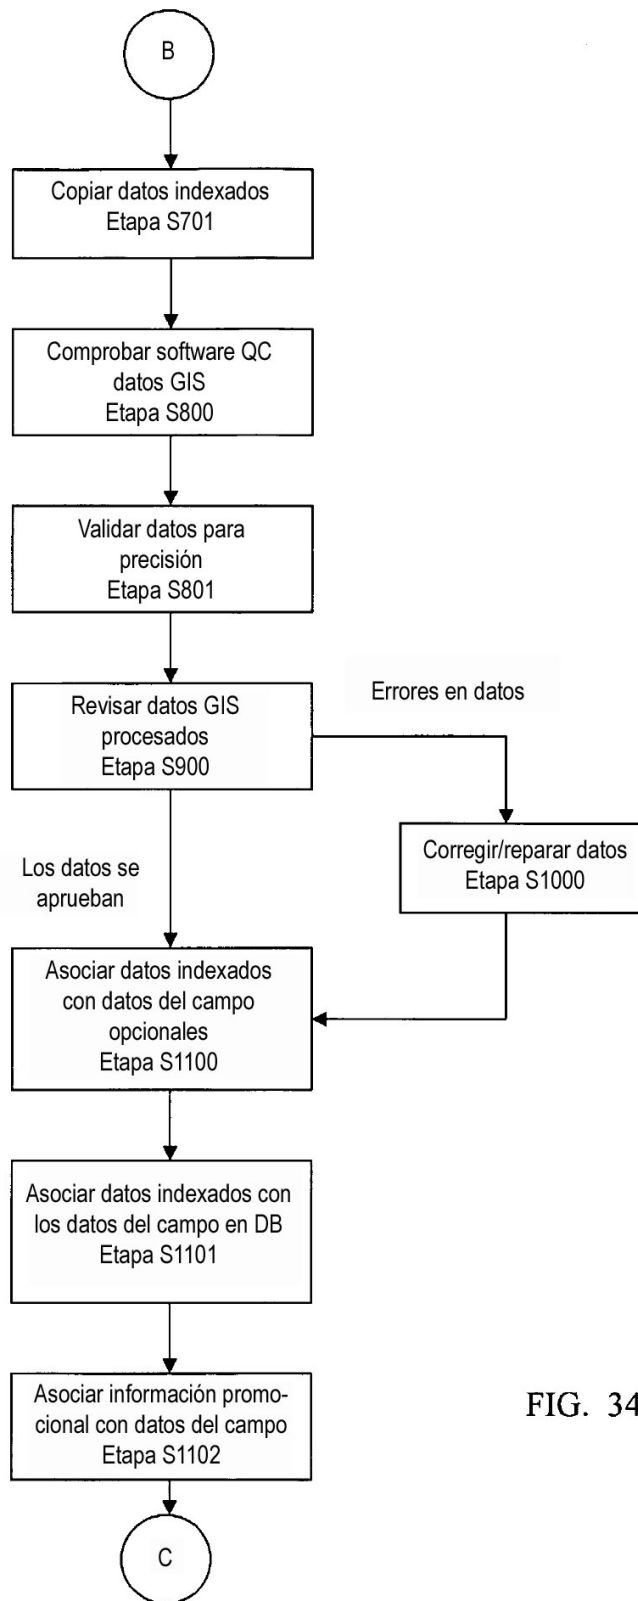 B
Copiar datos indexados
Etapa S701
Comprobar software QC
datos GIS
Etapa S800
Validar datos para
precisión
Etapa S801
Revisar datos GIS
procesados
Etapa S900
Errores en datos
Corregir/reparar datos
Etapa S1000
Los datos se
aprueban
Asociar datos indexados
con datos del campo
opcionales
Etapa S1100
Asociar datos indexados con
los datos del campo en DB
Etapa S1101
Asociar información promo-
cional con datos del campo
Etapa S1102
FIG. 34
C